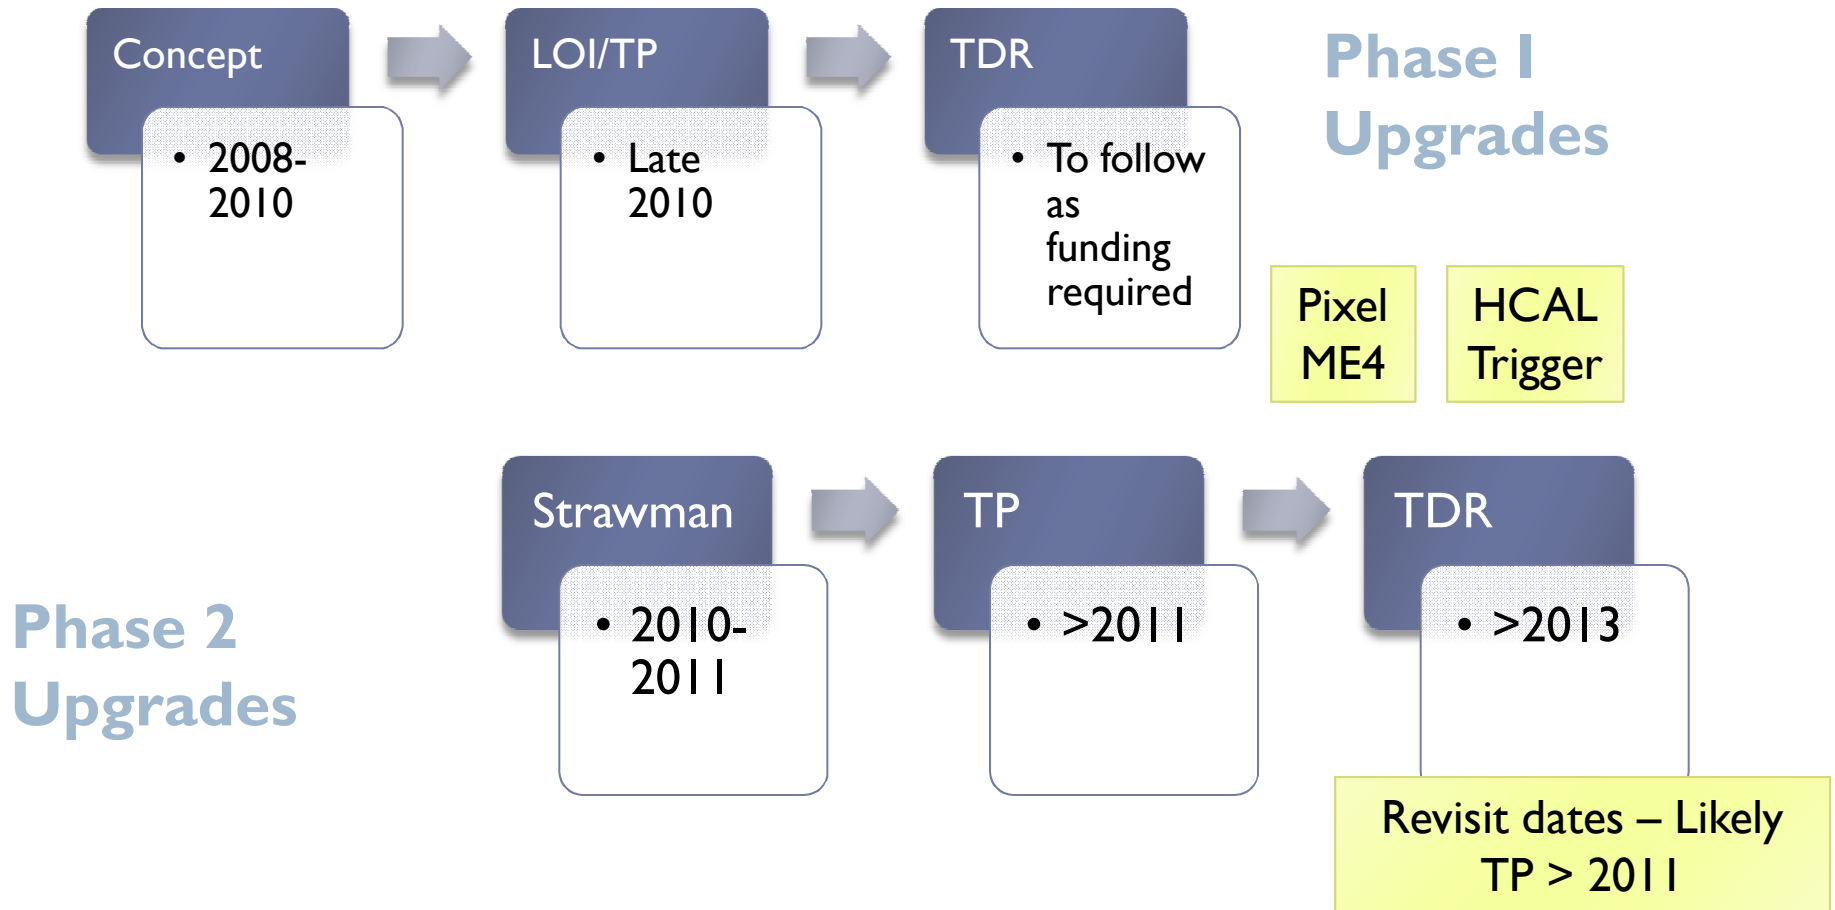 Concept
• 2008-
2010
LOI/TP
• Late
2010
TDR
• To follow
as
funding
required
Phase I
Upgrades
Pixel
ME4
HCAL
Trigger
Phase 2
Upgrades
Strawman
• 2010-
2011
TP
• >2011
TDR
• >2013
Revisit dates – Likely
TP > 2011